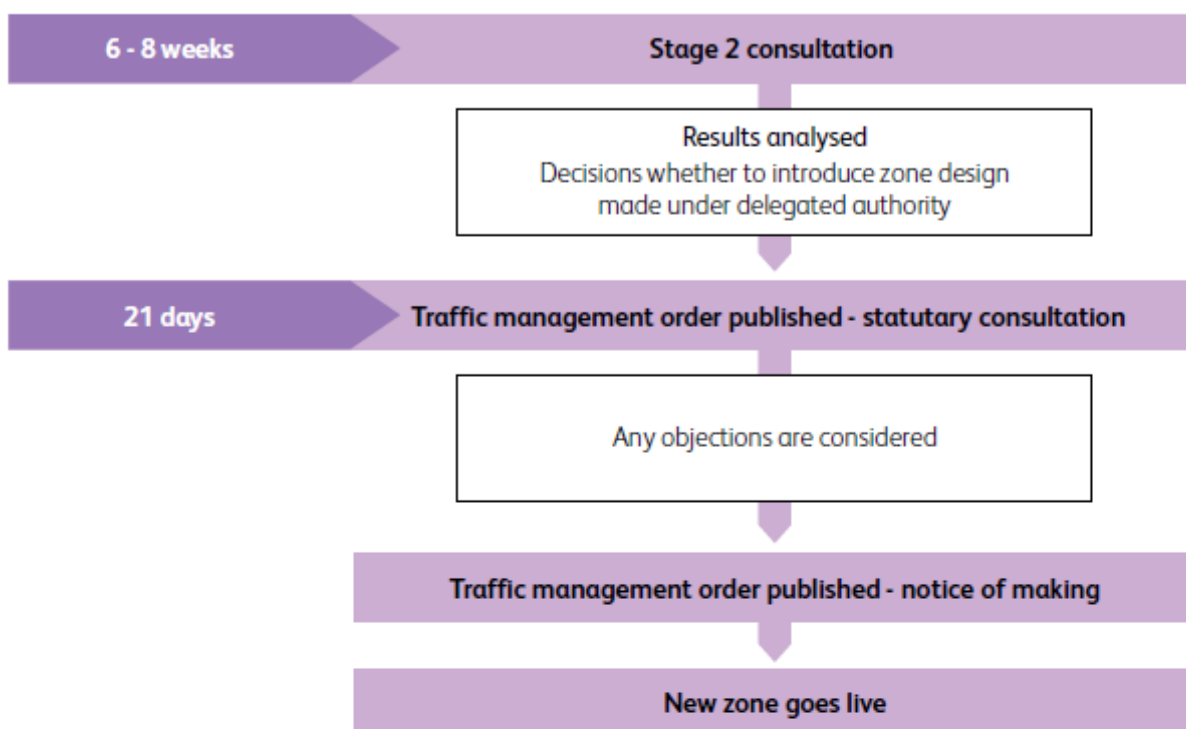 6 - 8 weeks
Stage 2 consultation
Results analysed
Decisions whether to introduce zone design
made under delegated authority
21 days
Traffic management order published - statutary consultation
Any objections are considered
Traffic management order published - notice of making
New zone goes live